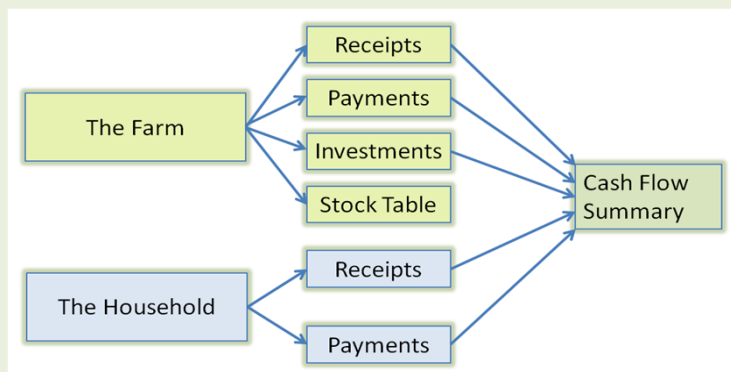 The Farm
Receipts
Payments
Investments
Stock Table
The Household
Receipts
Payments
Cash Flow
Summary